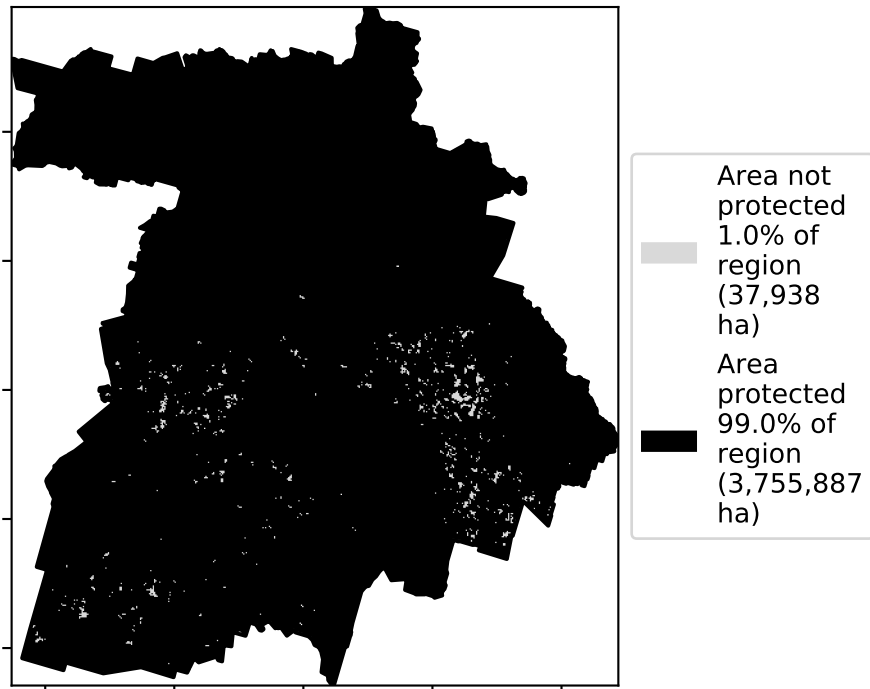 Area not
protected
1.0% of
region
(37,938
ha)
Area
protected
99.0% of
region
(3,755,887
ha)